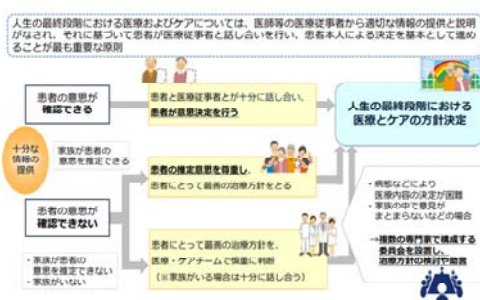 人生の最終段階における医療およびケアについては、医師等の医療従事者から適切な情報の提供と説明
がなされ、それに基づいて患者が医療従事者と話し合いを行い、患者本人による決定を基本として進め
ることが最も重要な原則
患者の意思が
確認できる
患者と医療従事者とが十分に話し合い、
患者が意思決定を行う
人生の最終段階における
医療とケアの方針決定
十分な
情報の
提供
家族が患者の
意思を推定できる
患者の推定意思を尊重し、
患者にとって最善の治療方針をとる
患者の意思が
確認できない
・家族が患者の
意思を推定できない
・家族がいない
患者にとって最善の治療方針を、
医療・ケアチームで慎重に判断
(※家族がいる場合は十分に話し合う)
・病態などにより
医療内容の決定が困難
・家族の中で意見が
まとまらないなどの場合
→複数の専門家で構成する
委員会を設置し、
治療方針の検討や助言